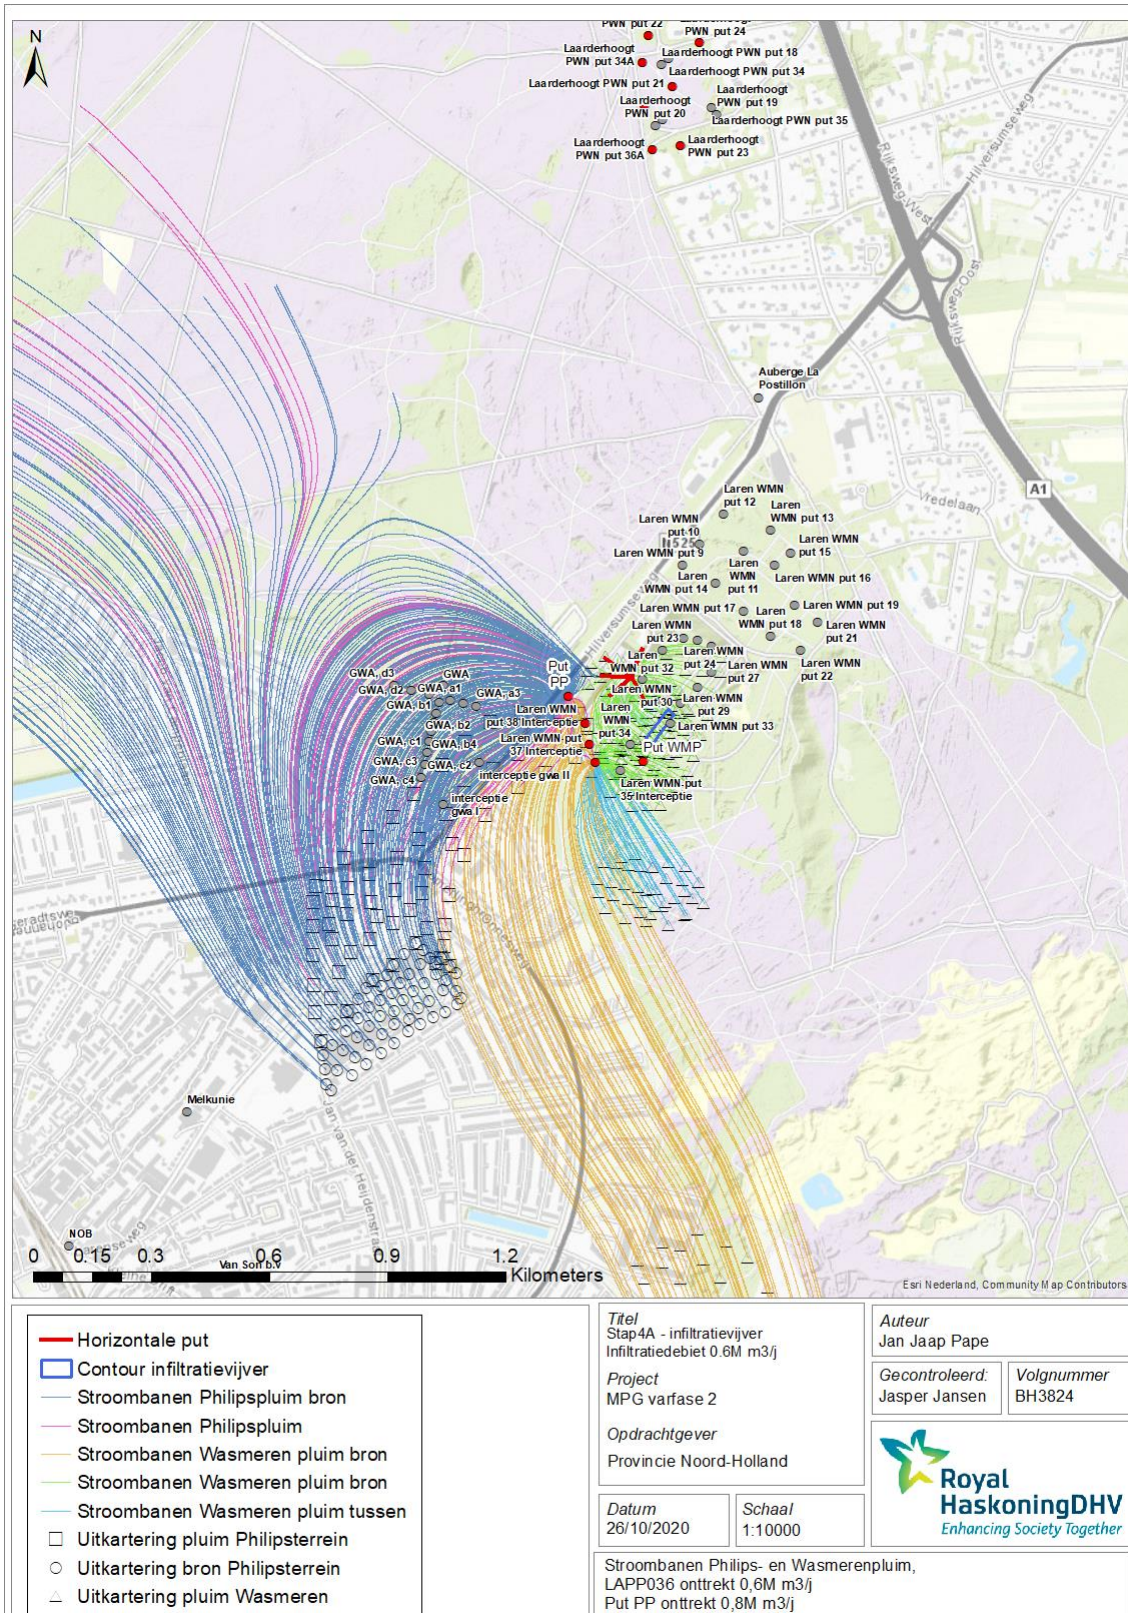 N
PWN put 22
Laarderhoogt
PWN put 24
Laarderhoogt
PWN put 34A
Laarderhoogt PWN put 18
Laarderhoogt PWN put 34
Laarderhoogt PWN put 21
Laarderhoogt
PWN put 19
Laarderhoogt
PWN put 20
Laarderhoogt PWN put 35
Laarderhoogt
PWN put 36A
Laarderhoogt
PWN put 23
Hilversumseweg
Rijksweg-West
Rijksweg-Oost
Auberge La
Postillon
A1
Vredelaan
Laren WMN
put 12
Laren
WMN put 13
Laren WMN
put 10
N525
Laren WMN
put 15
Laren WMN put 9
Laren
WMN
put 11
Laren WMN put 16
Laren
WMN put 14
Hilversumseweg
Laren WMN put 17
Laren WMN put 19
Laren
WMN put 18
Laren WMN
put 21
Laren WMN
put 23
Laren WMN
put 22
Laren
WMN put 32
Laren WMN
put 24
Laren WMN
put 27
Put
PP
GWA, d3
GWA, d2
GWA, a1
GWA
GWA, a3
GWA, b1
GWA, b2
Laren WMN
put 30
Laren WMN
put 29
Laren WMN
put 38 Interceptie
Laren
WMN
put 34
Laren WMN put 33
Laren WMN put
37 Interceptie
Put WMP
GWA, c1
GWA, b4
GWA, c3
GWA, c2
GWA, c4
interceptie gwa II
Laren WMN put
35 Interceptie
interceptie
gwa I
Melkunie
Jan van der Heijdenstraat
NOB
Van Son b.v
0 0.15 0.3 0.6 0.9 1.2
Kilometers
Esri Nederland, Community Map Contributors
Horizontale put
Contour infiltratievijver
Stroombanen Philipspluim bron
Stroombanen Philipspluim
Stroombanen Wasmeren pluim bron
Stroombanen Wasmeren pluim bron
Stroombanen Wasmeren pluim tussen
Uitkartering pluim Philipsterrein
Uitkartering bron Philipsterrein
Uitkartering pluim Wasmeren
Titel
Stap4A - infiltratievijver
Infiltratiedebiet 0.6M m3/j
Project
MPG varfase 2
Opdrachtgever
Provincie Noord-Holland
Datum
26/10/2020
Schaal
1:10000
Auteur
Jan Jaap Pape
Gecontroleerd:
Jasper Jansen
Volgnummer
BH3824
Royal
HaskoningDHV
Enhancing Society Together
Stroombanen Philips- en Wasmerenpluim,
LAPP036 onttrekt 0,6M m3/j
Put PP onttrekt 0,8M m3/j